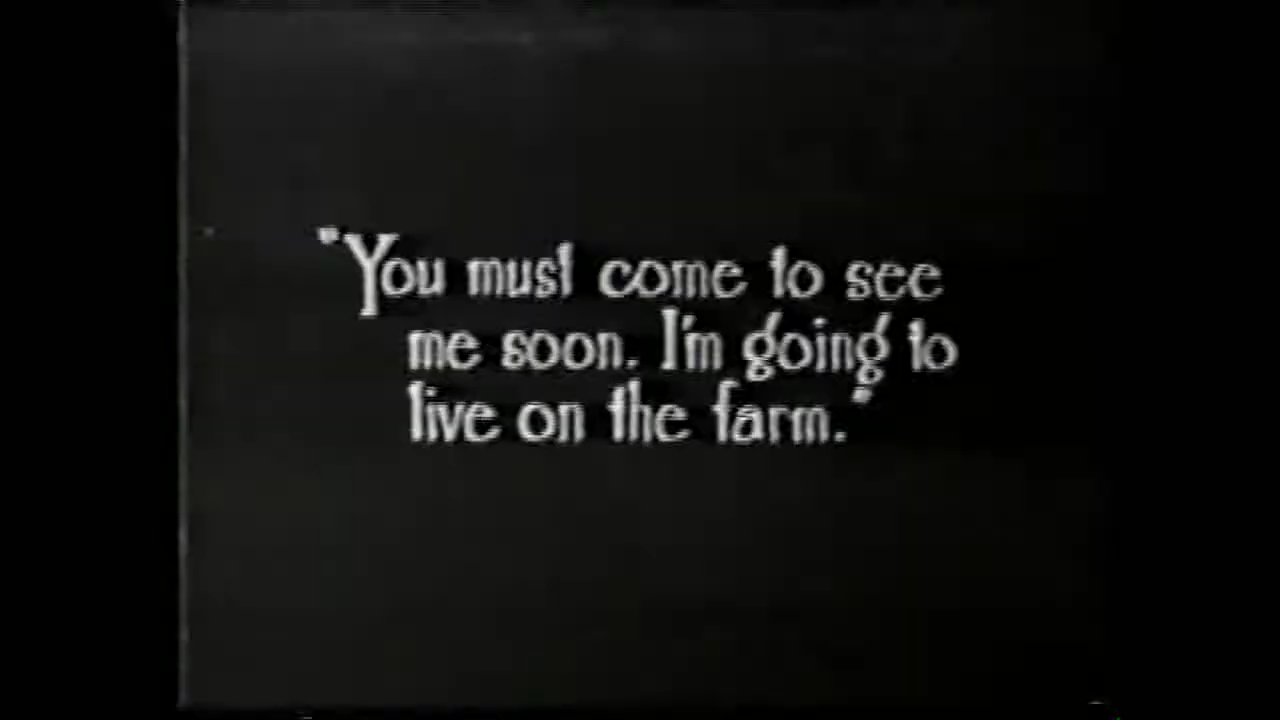 "You must come to see
me soon. I'm going to
live on the farm."